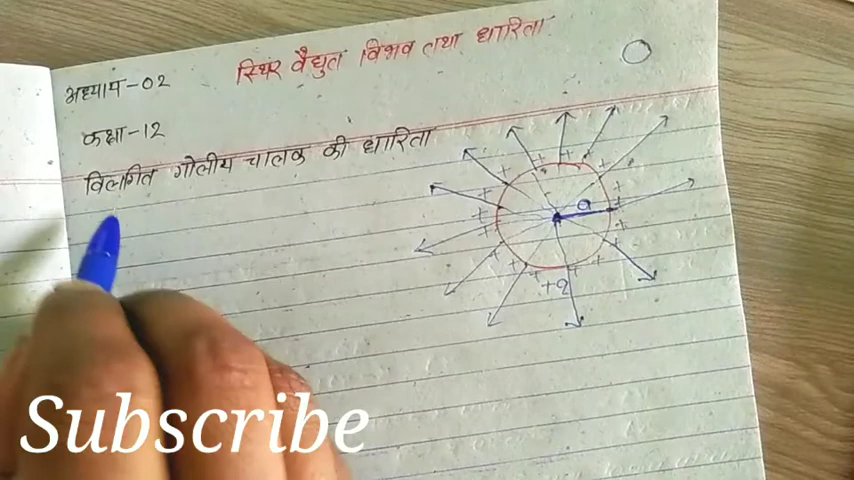 स्थिर वैद्युत विभव तथा धारिता
अध्याय-02
कक्षा-12
विलगित गोलीय चालक की धारिता
a
+q
Subscribe